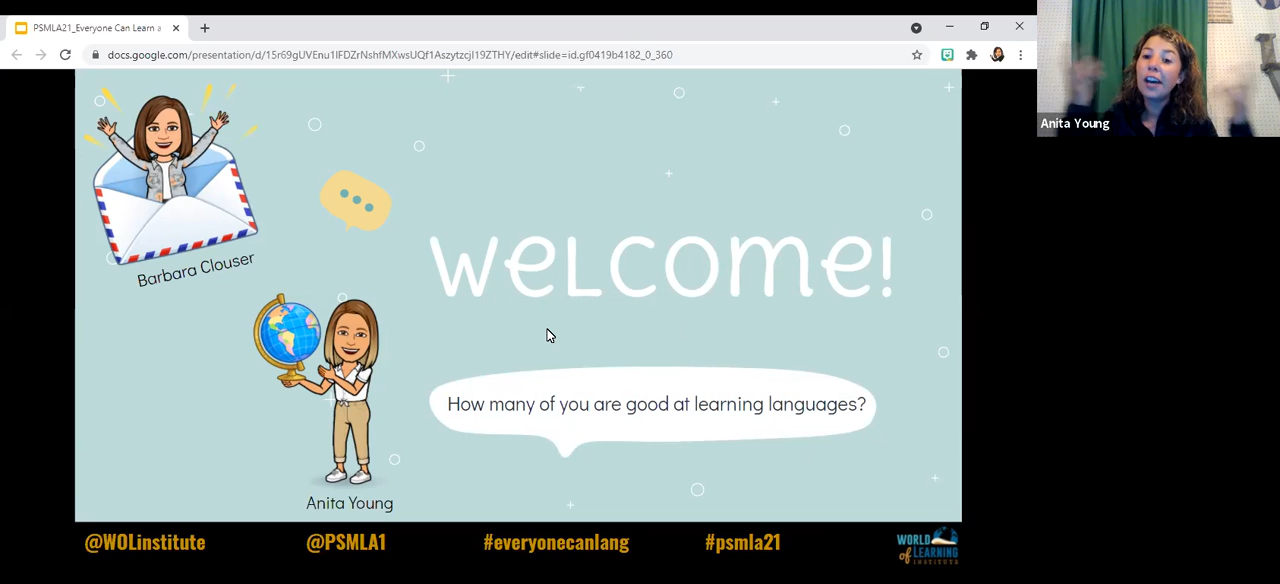 PSMLA21_Everyone Can Learn a
docs.google.com/presentation/d/15r69gUVEnu1IFDZrNshfMXwsUQf1Aszytzcjl19ZTHY/edit#slide=id.gf0419b4182_0_360
Anita Young
WELCOME!
Barbara Clouser
How many of you are good at learning languages?
Anita Young
@WOLinstitute @PSMLA1 #everyonecanlang #psmla21
WORLD
of LEARNING
INSTITUTE